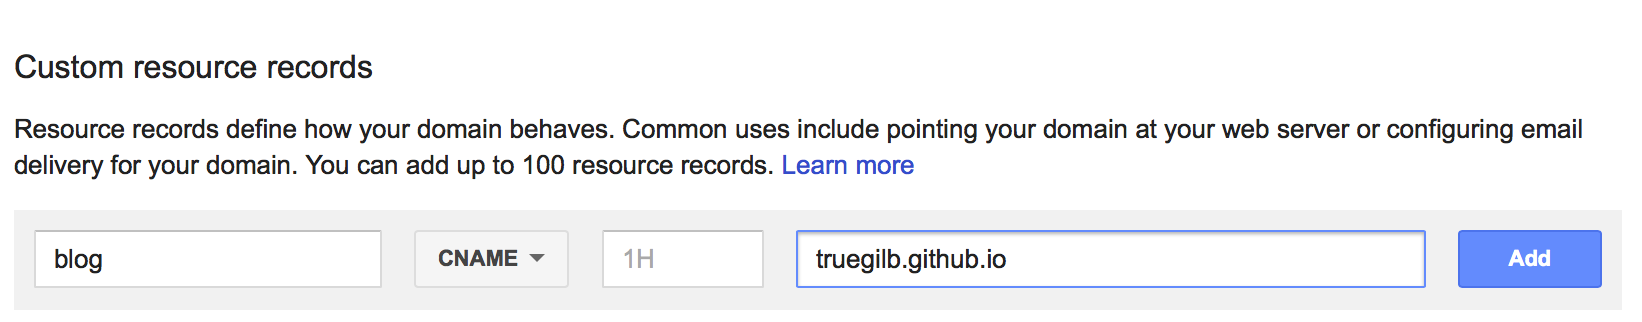 Custom resource records
Resource records define how your domain behaves. Common uses include pointing your domain at your web server or configuring email
delivery for your domain. You can add up to 100 resource records. Learn more
blog CNAME 1H truegilb.github.io Add